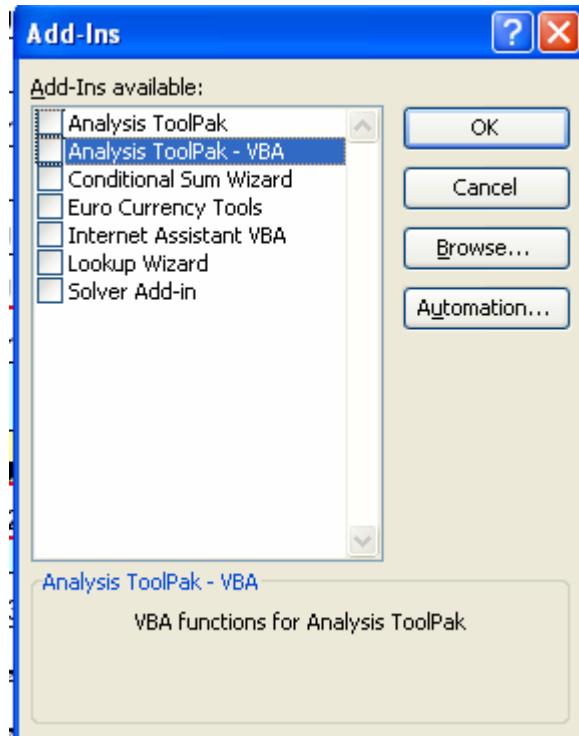 Add-Ins
Add-Ins available:
Analysis ToolPak
Analysis ToolPak - VBA
Conditional Sum Wizard
Euro Currency Tools
Internet Assistant VBA
Lookup Wizard
Solver Add-in
OK
Cancel
Browse...
Automation...
Analysis ToolPak - VBA
VBA functions for Analysis ToolPak